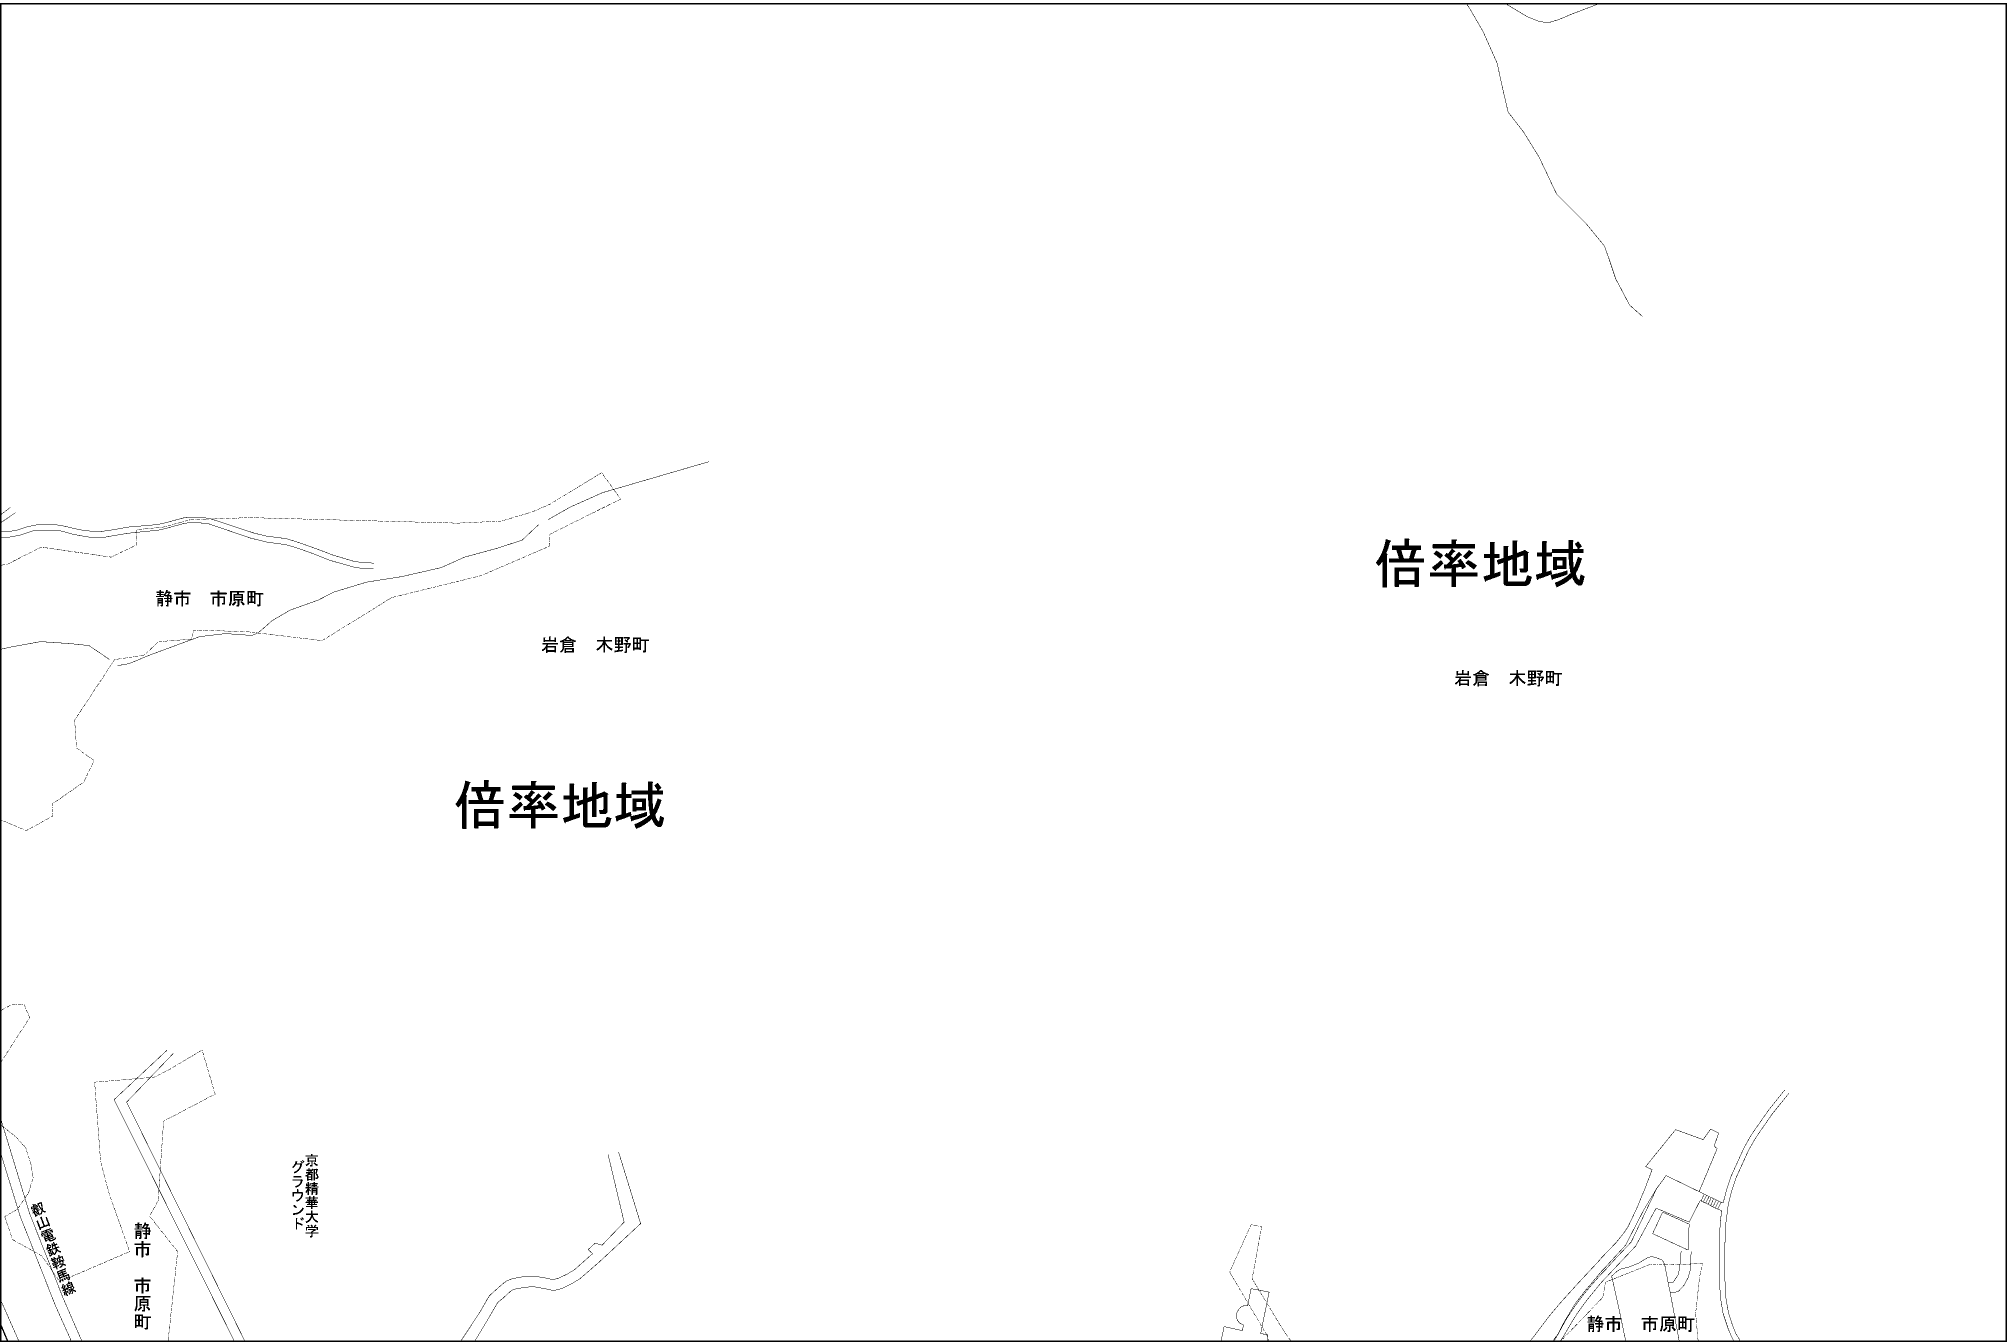 倍率地域
静市　市原町
岩倉　木野町
岩倉　木野町
倍率地域
京都精華大学
グラウンド
叡山電鉄鞍馬線
静市　市原町
静市　市原町